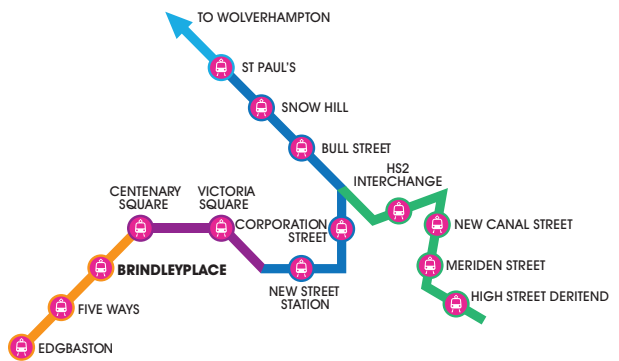 TO WOLVERHAMPTON
ST PAUL'S
SNOW HILL
BULL STREET
HS2
INTERCHANGE
CENTENARY
SQUARE
VICTORIA
SQUARE
CORPORATION
STREET
NEW CANAL STREET
BRINDLEYPLACE
MERIDEN STREET
NEW STREET
STATION
HIGH STREET DERITEND
FIVE WAYS
EDGBASTON